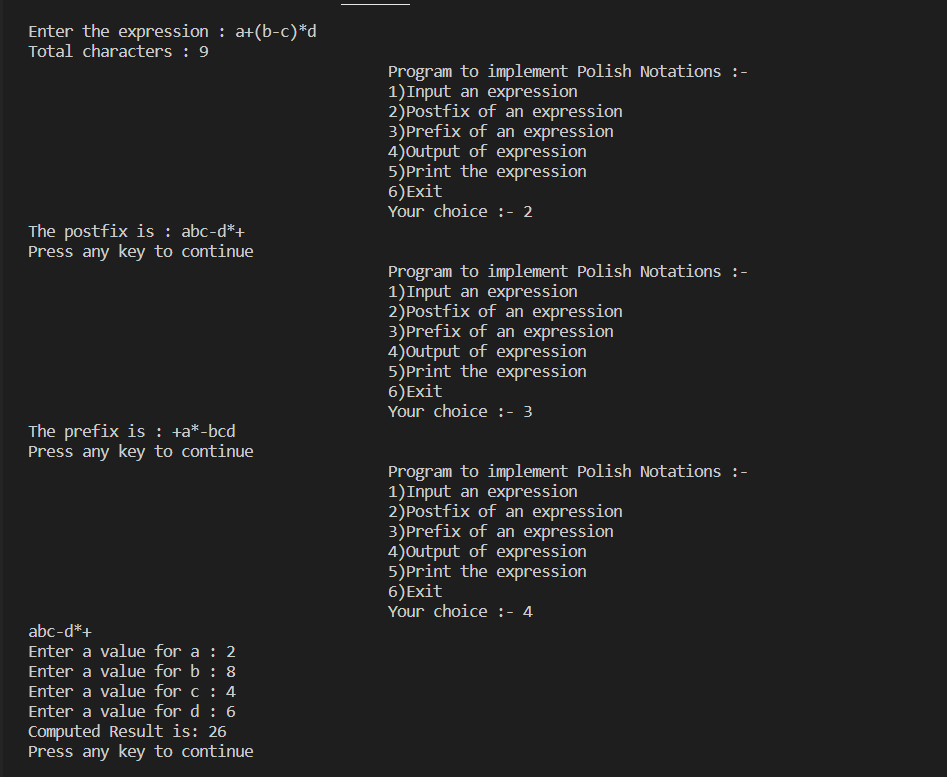 Enter the expression : a+(b-c)*d
Total characters : 9
Program to implement Polish Notations :-
1)Input an expression
2)Postfix of an expression
3)Prefix of an expression
4)Output of expression
5)Print the expression
6)Exit
Your choice :- 2
The postfix is : abc-d*+
Press any key to continue
Program to implement Polish Notations :-
1)Input an expression
2)Postfix of an expression
3)Prefix of an expression
4)Output of expression
5)Print the expression
6)Exit
Your choice :- 3
The prefix is : +a*-bcd
Press any key to continue
Program to implement Polish Notations :-
1)Input an expression
2)Postfix of an expression
3)Prefix of an expression
4)Output of expression
5)Print the expression
6)Exit
Your choice :- 4
abc-d*+
Enter a value for a : 2
Enter a value for b : 8
Enter a value for c : 4
Enter a value for d : 6
Computed Result is: 26
Press any key to continue